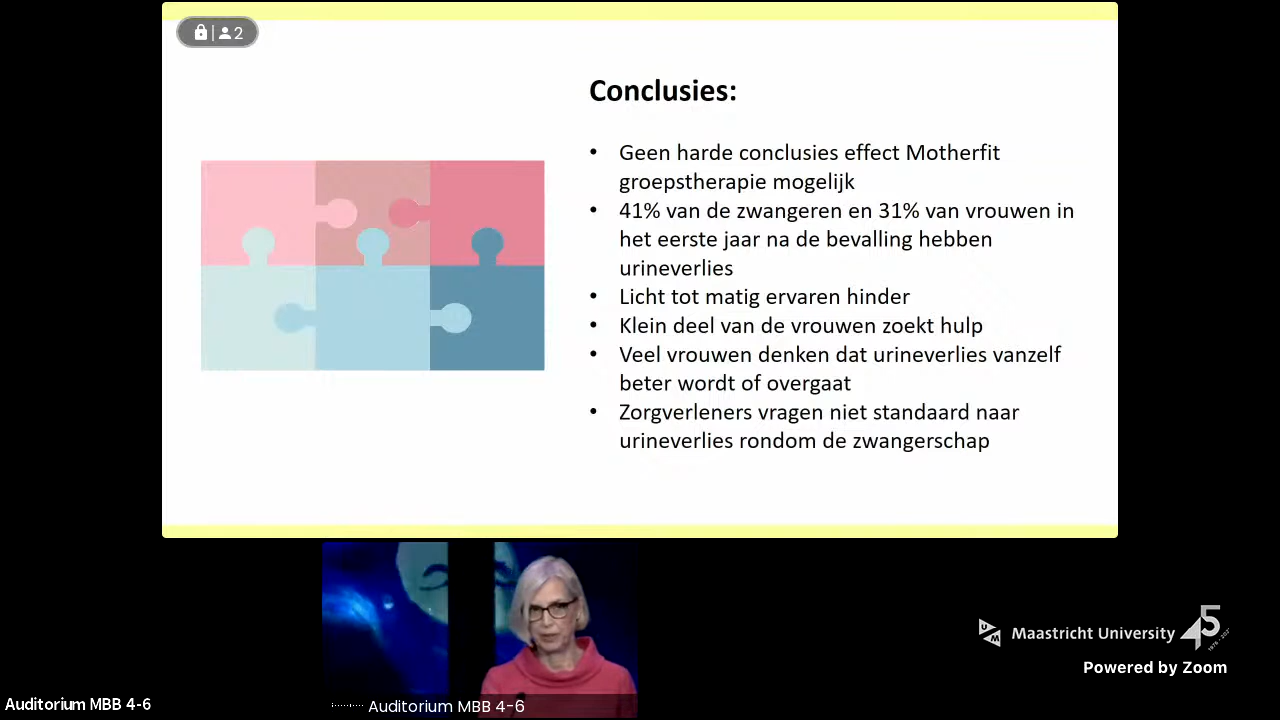 2
Conclusies:
• Geen harde conclusies effect Motherfit
groepstherapie mogelijk
• 41% van de zwangeren en 31% van vrouwen in
het eerste jaar na de bevalling hebben
urineverlies
• Licht tot matig ervaren hinder
• Klein deel van de vrouwen zoekt hulp
• Veel vrouwen denken dat urineverlies vanzelf
beter wordt of overgaat
• Zorgverleners vragen niet standaard naar
urineverlies rondom de zwangerschap
UM Maastricht University 45
Powered by Zoom
Auditorium MBB 4-6
Auditorium MBB 4-6